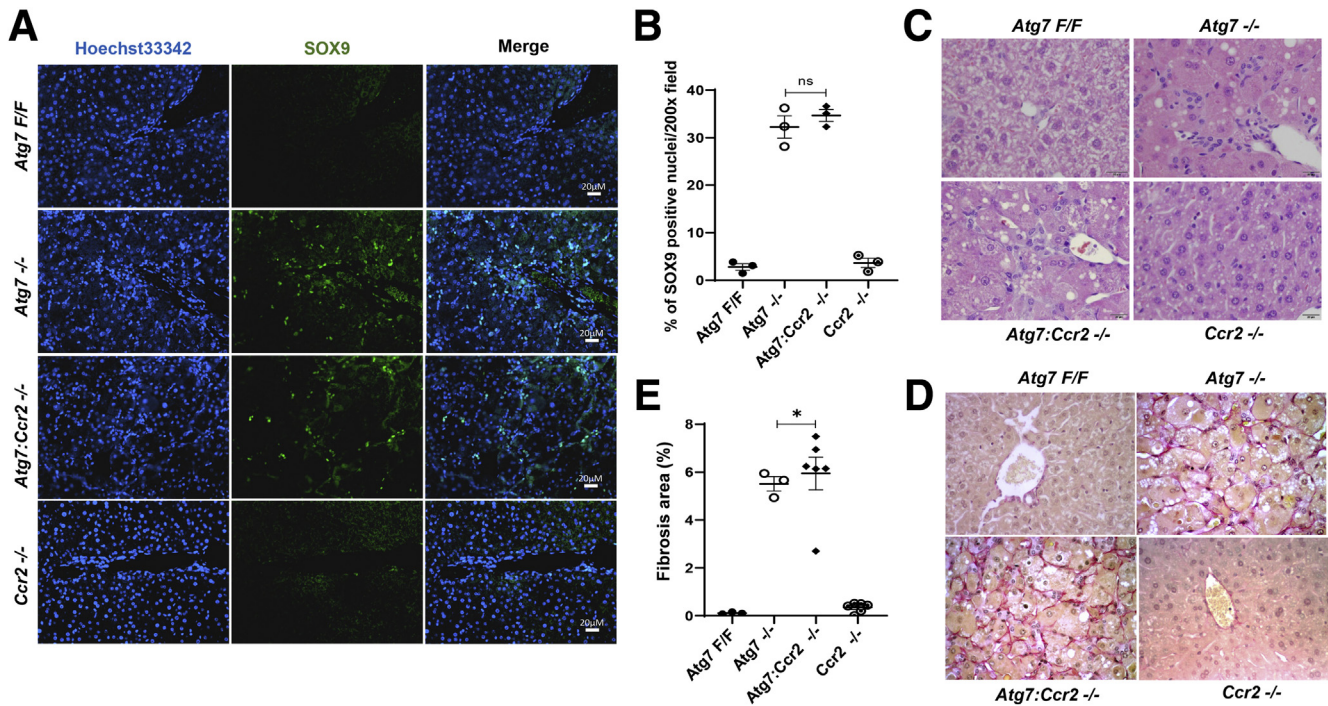 A
Hoechst33342 SOX9 Merge
Atg7 F/F
20µM
Atg7 -/-
20µM
Atg7:Ccr2 -/-
20µM
Ccr2 -/-
20µM
B
% of SOX9 positive nuclei/200x field
40
30
20
10
0
ns
Atg7 F/F
Atg7 -/-
Atg7:Ccr2 -/-
Ccr2 -/-
C
Atg7 F/F Atg7 -/-
Atg7:Ccr2 -/- Ccr2 -/-
E
Fibrosis area (%)
8
6
4
2
0
*
Atg7 F/F
Atg7 -/-
Atg7:Ccr2 -/-
Ccr2 -/-
D
Atg7 F/F Atg7 -/-
Atg7:Ccr2 -/- Ccr2 -/-